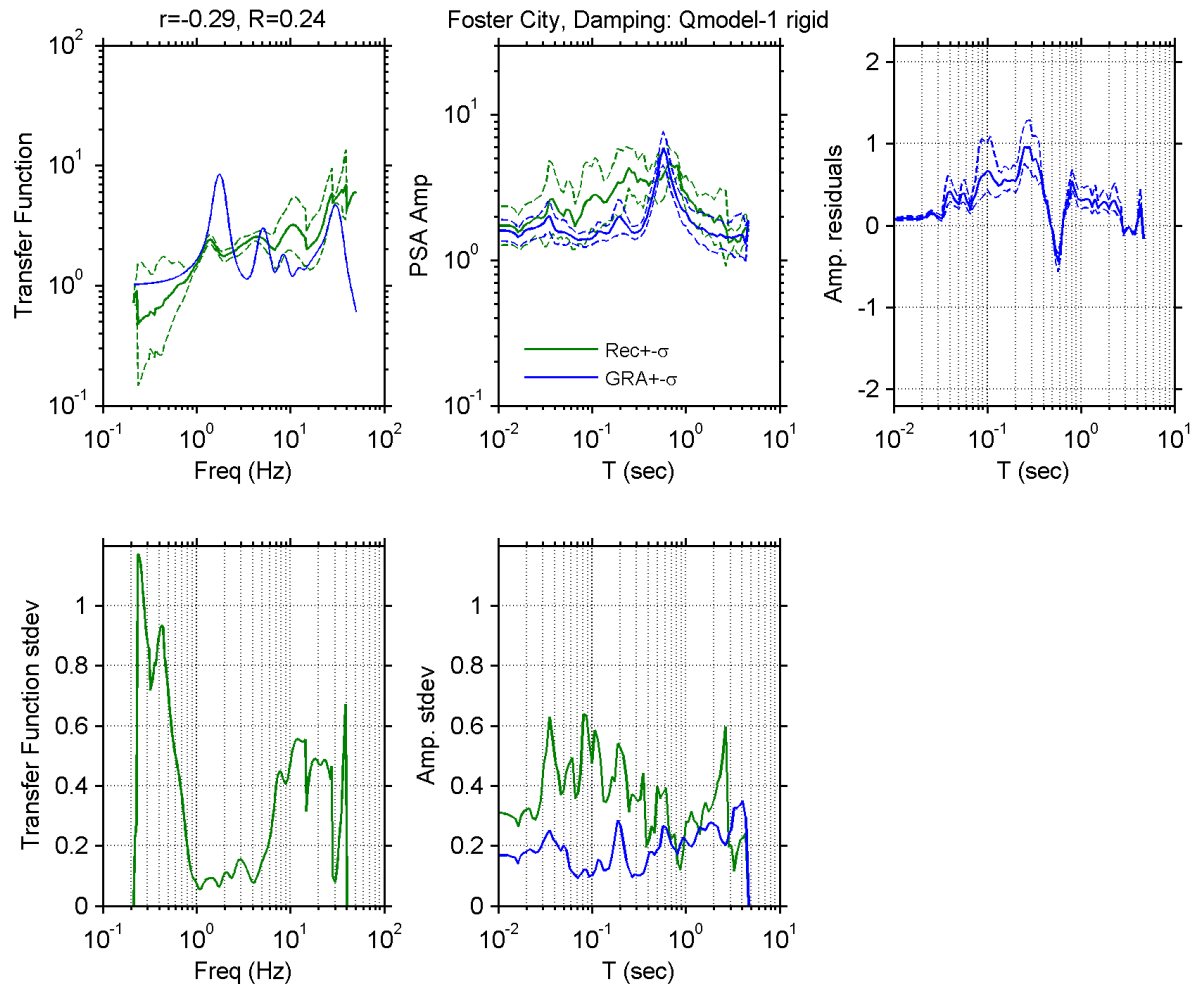 r=-0.29, R=0.24
Foster City, Damping: Qmodel-1 rigid
Transfer Function
10^2
10^1
10^0
10^-1
10^-1 10^0 10^1 10^2
Freq (Hz)
PSA Amp
10^1
10^0
10^-1
Rec+-σ
GRA+-σ
10^-2 10^-1 10^0 10^1
T (sec)
Amp. residuals
2
1
0
-1
-2
10^-2 10^-1 10^0 10^1
T (sec)
Transfer Function stdev
1
0.8
0.6
0.4
0.2
0
10^-1 10^0 10^1 10^2
Freq (Hz)
Amp. stdev
1
0.8
0.6
0.4
0.2
0
10^-2 10^-1 10^0 10^1
T (sec)